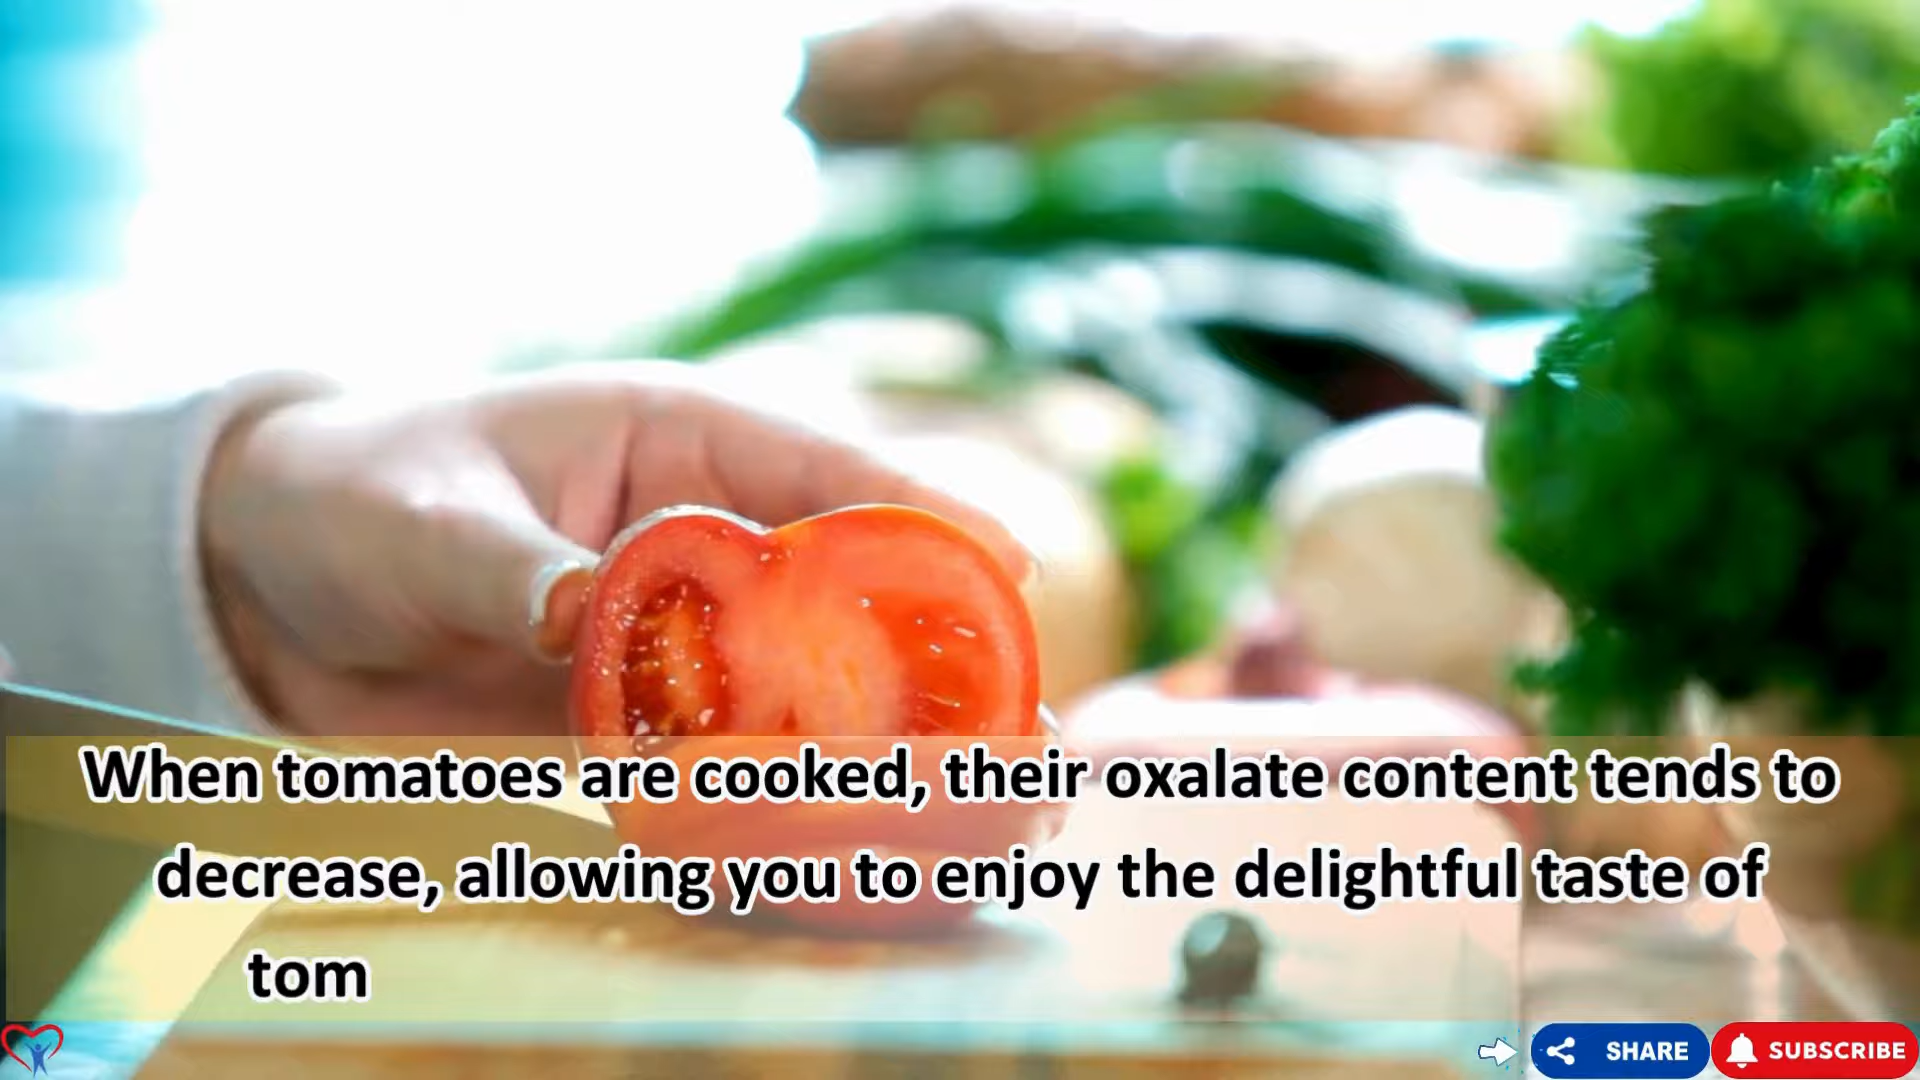 When tomatoes are cooked, their oxalate content tends to
decrease, allowing you to enjoy the delightful taste of
tom
SHARE
SUBSCRIBE